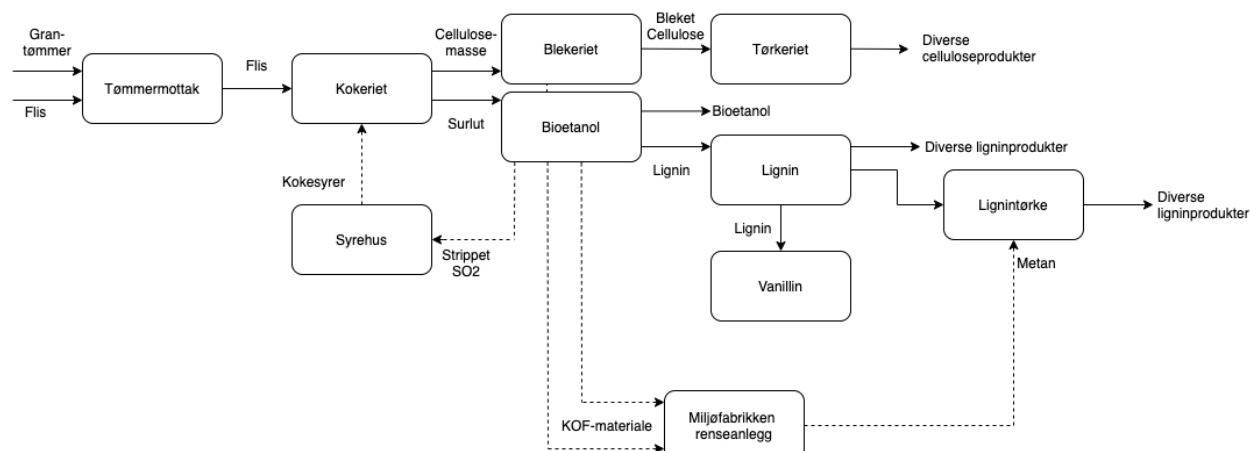 Gran-
tømmer
Flis
Tømmermottak
Flis
Kokeriet
Cellulose-
masse
Surlut
Blekeriet
Bleket
Cellulose
Tørkeriet
Diverse
celluloseprodukter
Bioetanol
Bioetanol
Lignin
Lignin
Diverse ligninprodukter
Lignintørke
Diverse
ligninprodukter
Kokesyrer
Syrehus
Strippet
SO2
Lignin
Vanillin
Metan
KOF-materiale
Miljøfabrikken
renseanlegg